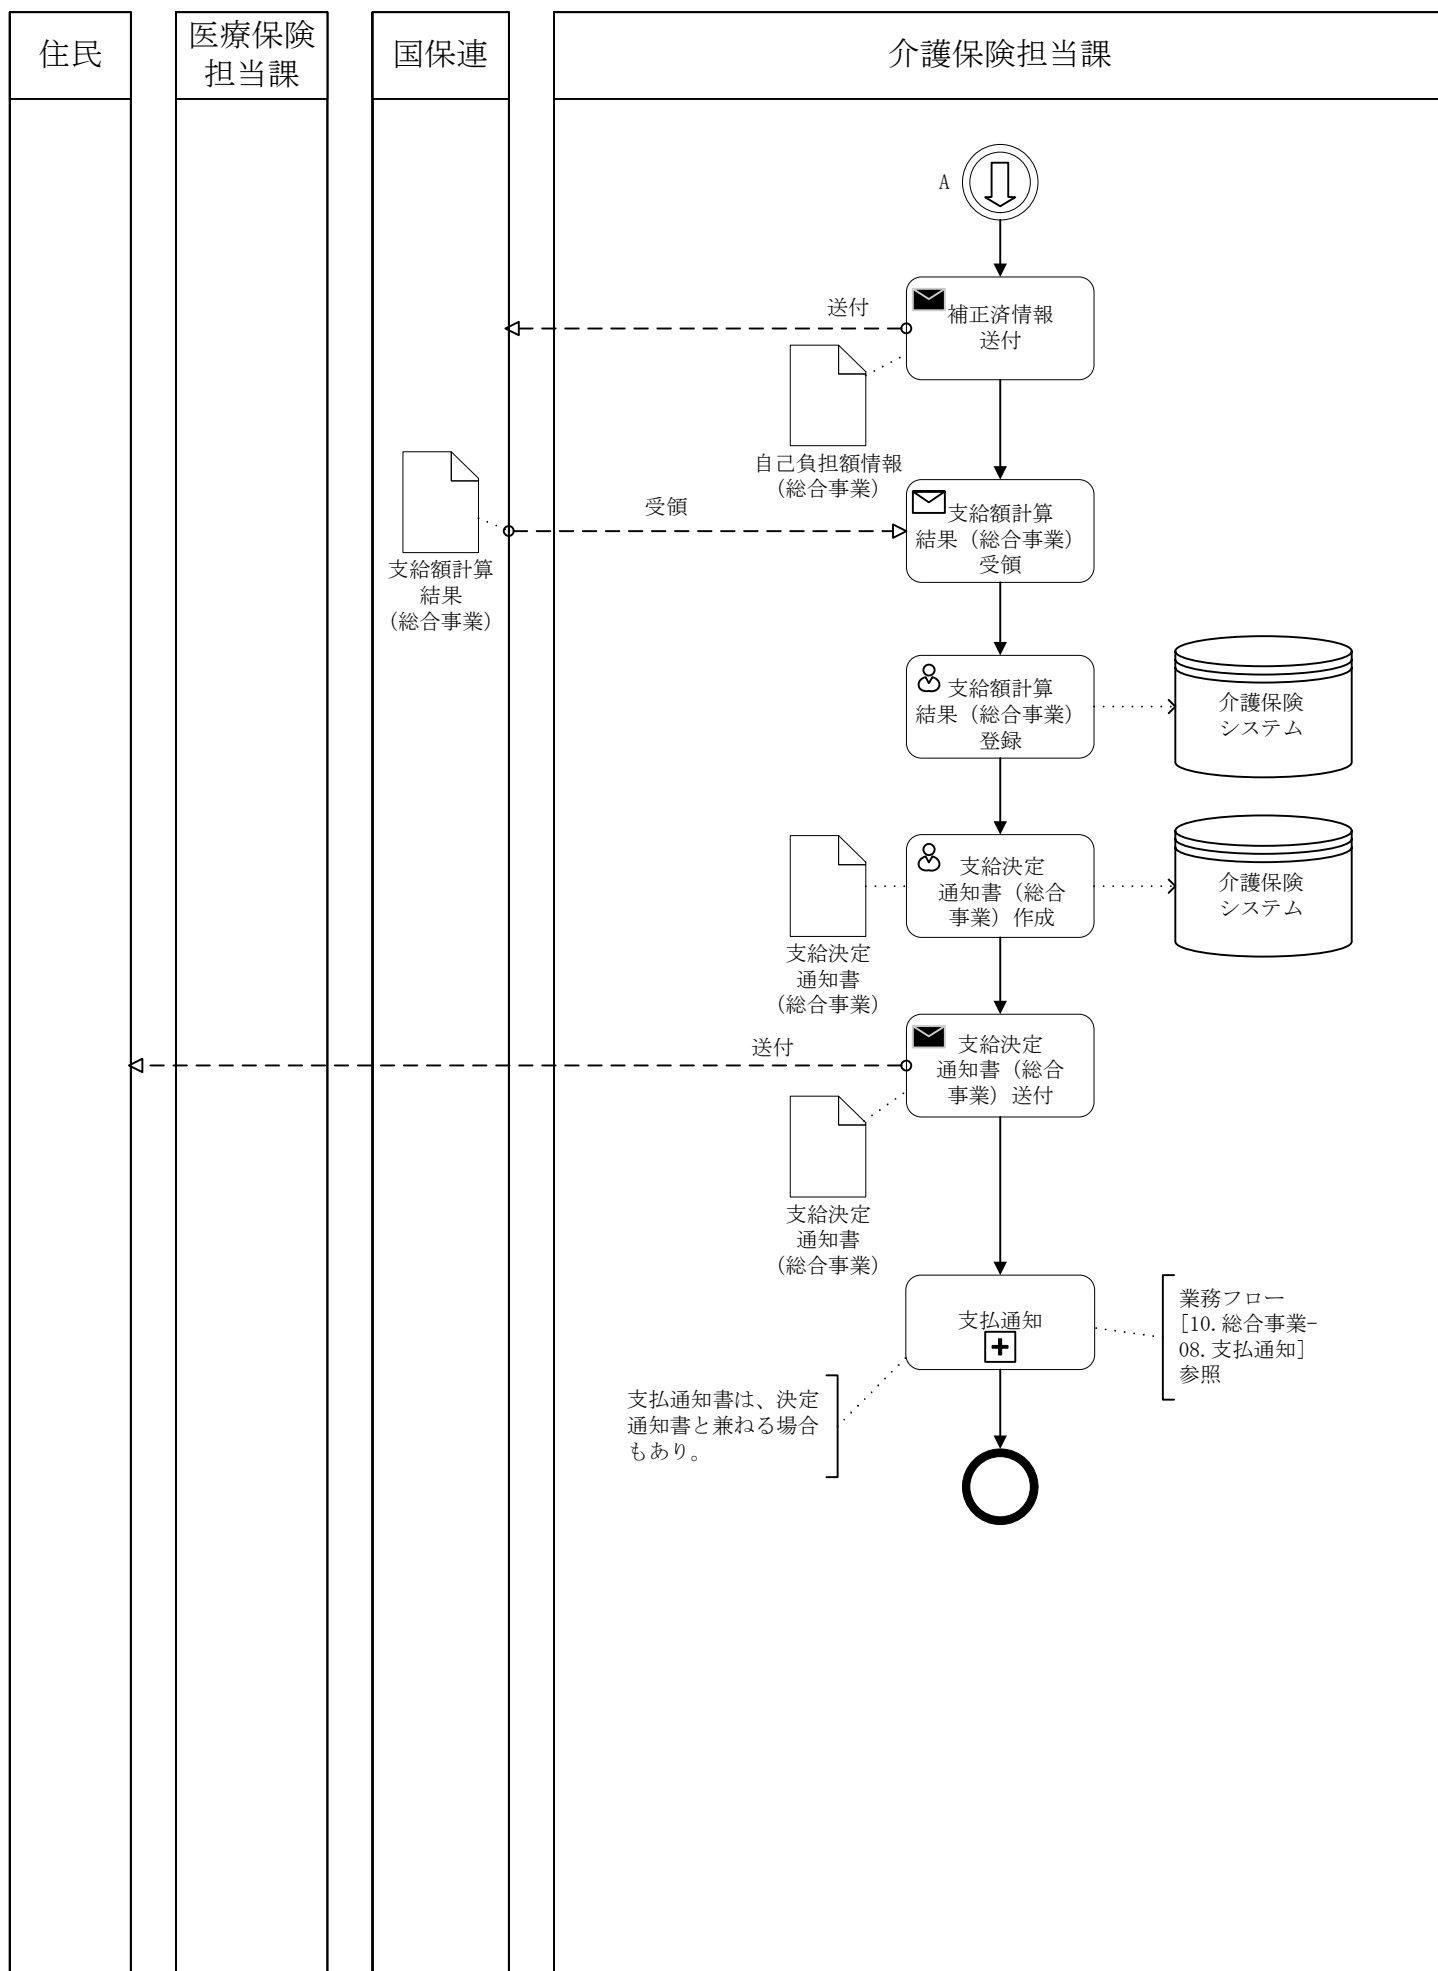 住民
医療保険
担当課
国保連
介護保険担当課
A
送付
補正済情報
送付
自己負担額情報
（総合事業）
受領
支給額計算
結果（総合事業）
受領
支給額計算
結果
（総合事業）
支給額計算
結果（総合事業）
登録
介護保険
システム
支給決定
通知書（総合
事業）作成
介護保険
システム
支給決定
通知書
（総合事業）
送付
支給決定
通知書（総合
事業）送付
支給決定
通知書
（総合事業）
支払通知
業務フロー
[10.総合事業-
08.支払通知]
参照
支払通知書は、決定
通知書と兼ねる場合
もあり。